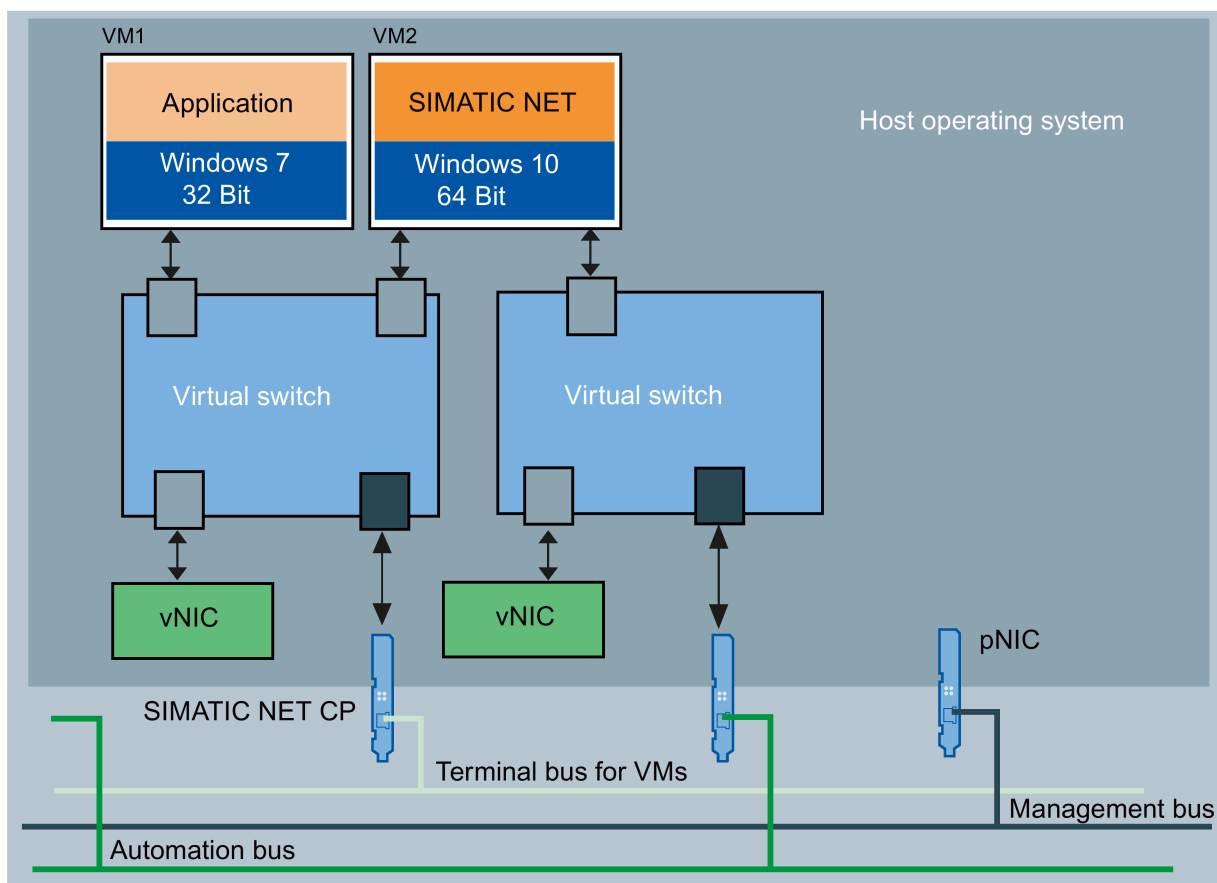 VM1
VM2
Application
SIMATIC NET
Host operating system
Windows 7
32 Bit
Windows 10
64 Bit
Virtual switch
Virtual switch
vNIC
vNIC
pNIC
SIMATIC NET CP
Terminal bus for VMs
Management bus
Automation bus